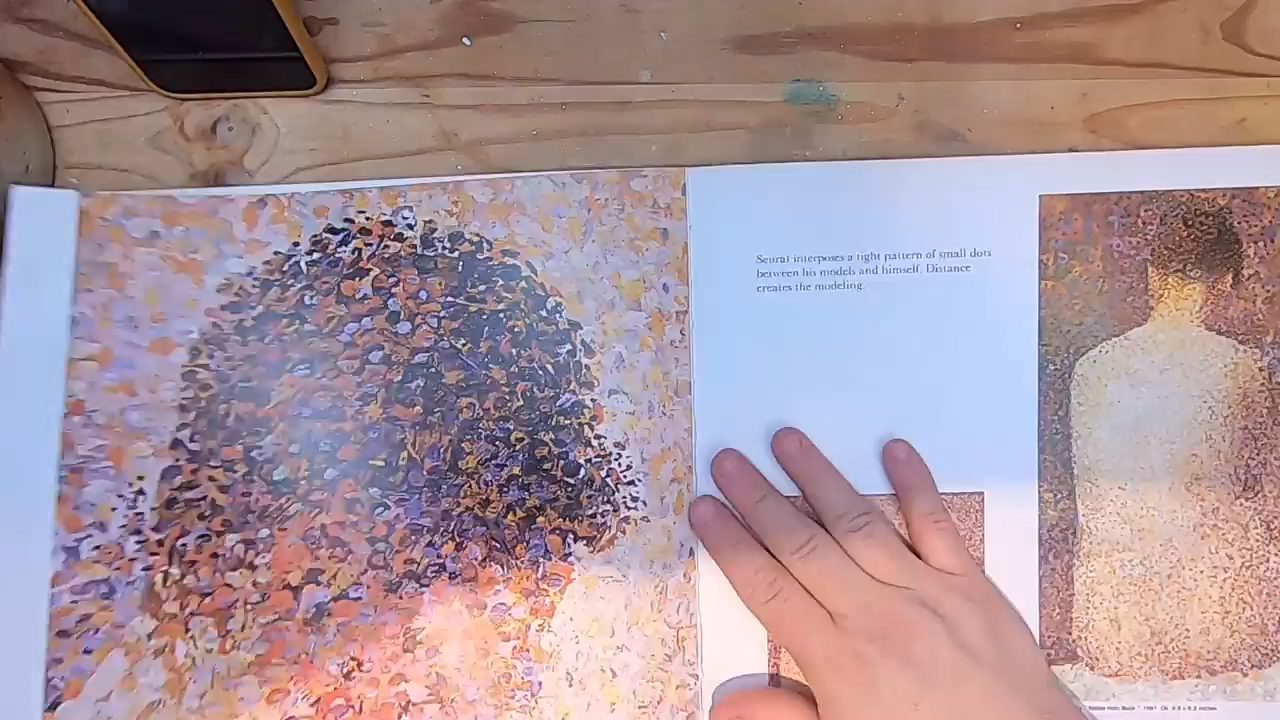 Seurat interposes a tight pattern of small dots
between his models and himself. Distance
creates the modeling.